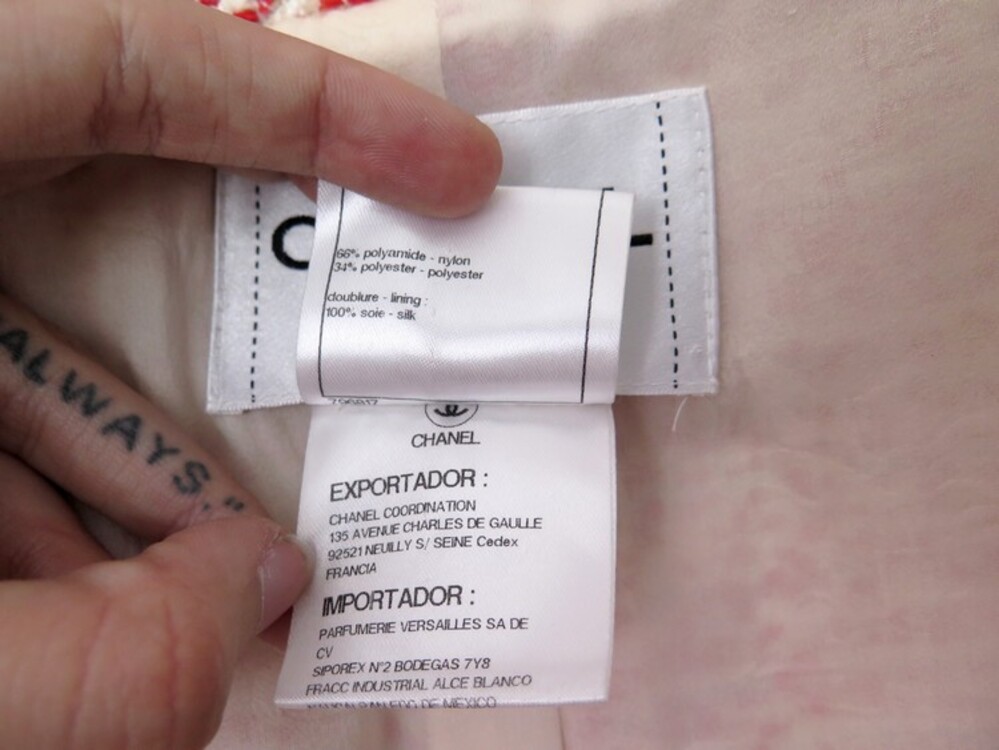 66% polyamide - nylon
34% polyester - polyester
doublure - lining :
100% soie - silk
CHANEL
EXPORTADOR :
CHANEL COORDINATION
135 AVENUE CHARLES DE GAULLE
92521 NEUILLY S/ SEINE Cedex
FRANCIA
IMPORTADOR :
PARFUMERIE VERSAILLES SA DE
CV
SIPOREX N°2 BODEGAS 7Y8
FRACC INDUSTRIAL ALCE BLANCO
DE MEXICO
ALWAYS."